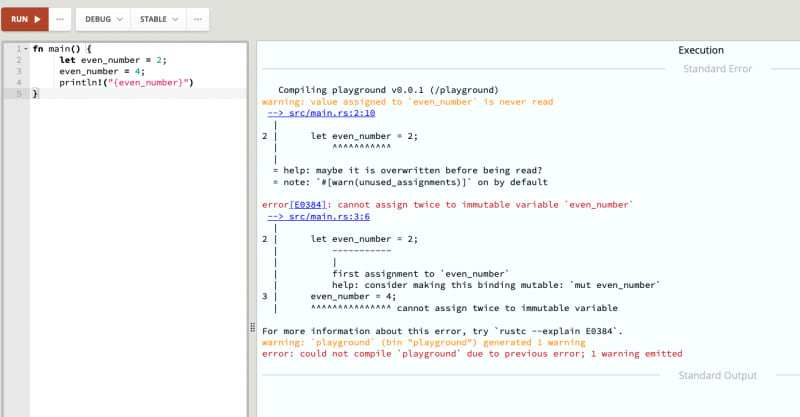 RUN ▶ ... DEBUG STABLE ...
1 fn main() {
2 let even_number = 2;
3 even_number = 4;
4 println!("{even_number}")
5 }
Execution
Standard Error
Compiling playground v0.0.1 (/playground)
warning: value assigned to `even_number` is never read
--> src/main.rs:2:10
|
2 | let even_number = 2;
| ^^^^^^^^^^^
|
= help: maybe it is overwritten before being read?
= note: `#[warn(unused_assignments)]` on by default
error[E0384]: cannot assign twice to immutable variable `even_number`
--> src/main.rs:3:6
|
2 | let even_number = 2;
| -----------
| |
| first assignment to `even_number`
| help: consider making this binding mutable: `mut even_number`
3 | even_number = 4;
| ^^^^^^^^^^^^^^^ cannot assign twice to immutable variable
For more information about this error, try `rustc --explain E0384`.
warning: `playground` (bin "playground") generated 1 warning
error: could not compile `playground` due to previous error; 1 warning emitted
Standard Output